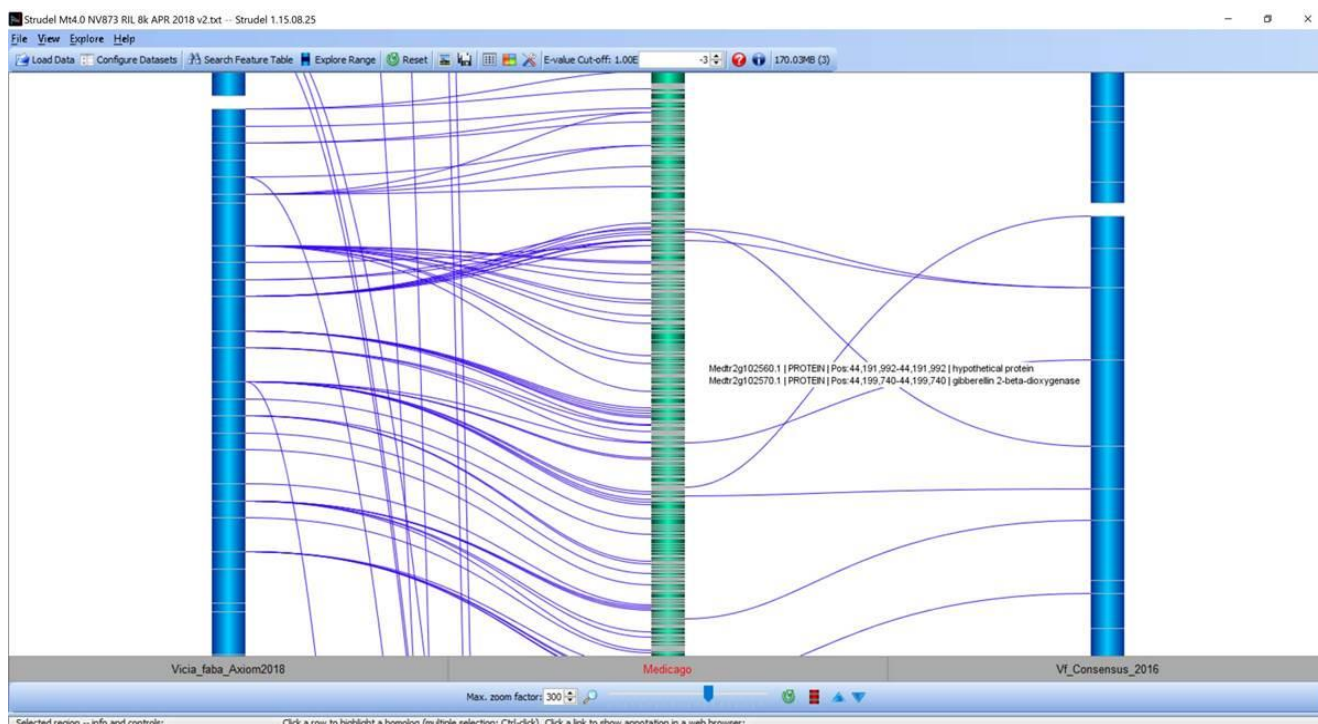 Strudel Mt4.0 NV873 RIL 8k APR 2018 v2.txt -- Strudel 1.15.08.25
File View Explore Help
Load Data Configure Datasets Search Feature Table Explore Range Reset E-value Cut-off: 1.00E -3 170.03MB (3)
Medtr2g102560.1 | PROTEIN | Pos:44,191,992-44,191,992 | hypothetical protein
Medtr2g102570.1 | PROTEIN | Pos:44,199,740-44,199,740 | gibberellin 2-beta-dioxygenase
Vicia_faba_Axiom2018 Medicago Vf_Consensus_2016
Max. zoom factor: 300
Selected region -- info and controls: Click a row to highlight a homolog (multiple selection: Ctrl-click). Click a link to show annotation in a web browser: